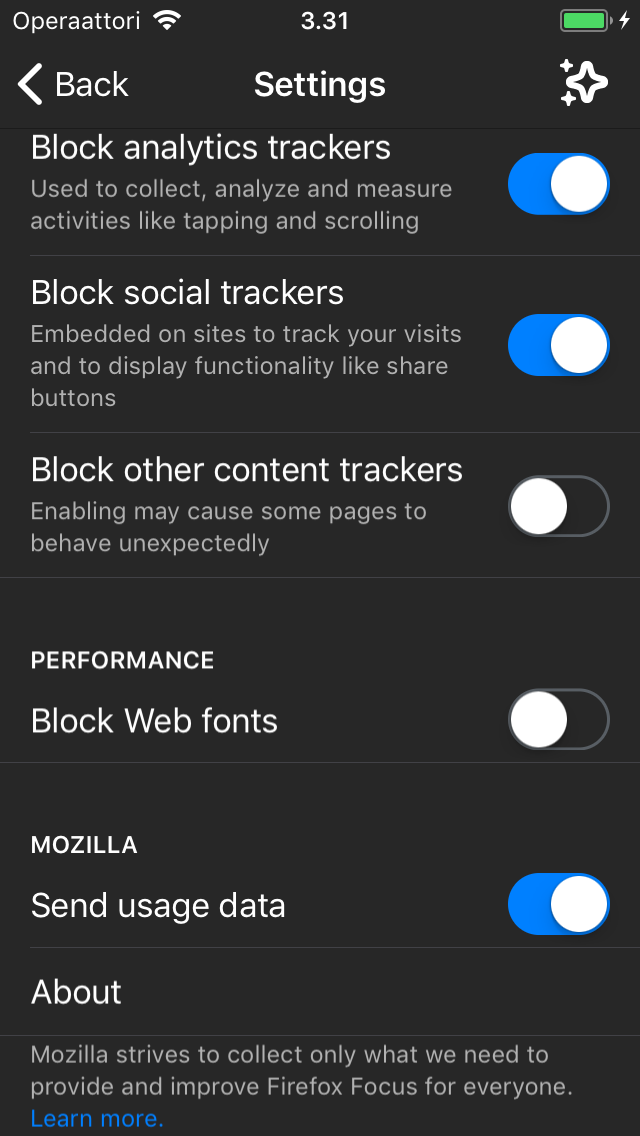 Operaattori
3.31
Back
Settings
Block analytics trackers
Used to collect, analyze and measure
activities like tapping and scrolling
Block social trackers
Embedded on sites to track your visits
and to display functionality like share
buttons
Block other content trackers
Enabling may cause some pages to
behave unexpectedly
PERFORMANCE
Block Web fonts
MOZILLA
Send usage data
About
Mozilla strives to collect only what we need to
provide and improve Firefox Focus for everyone.
Learn more.